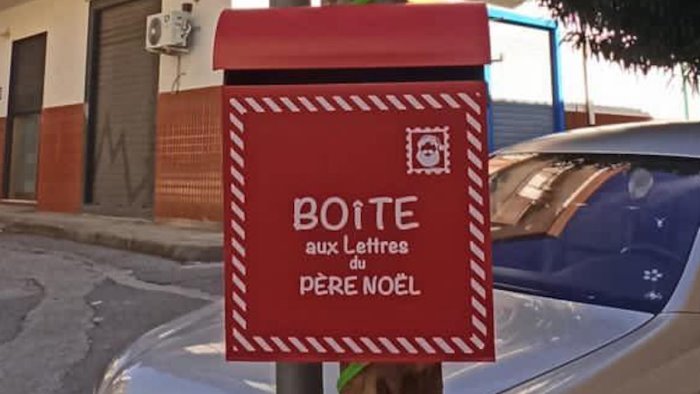 BOîTE
aux Lettres
du
PÈRE NOËL